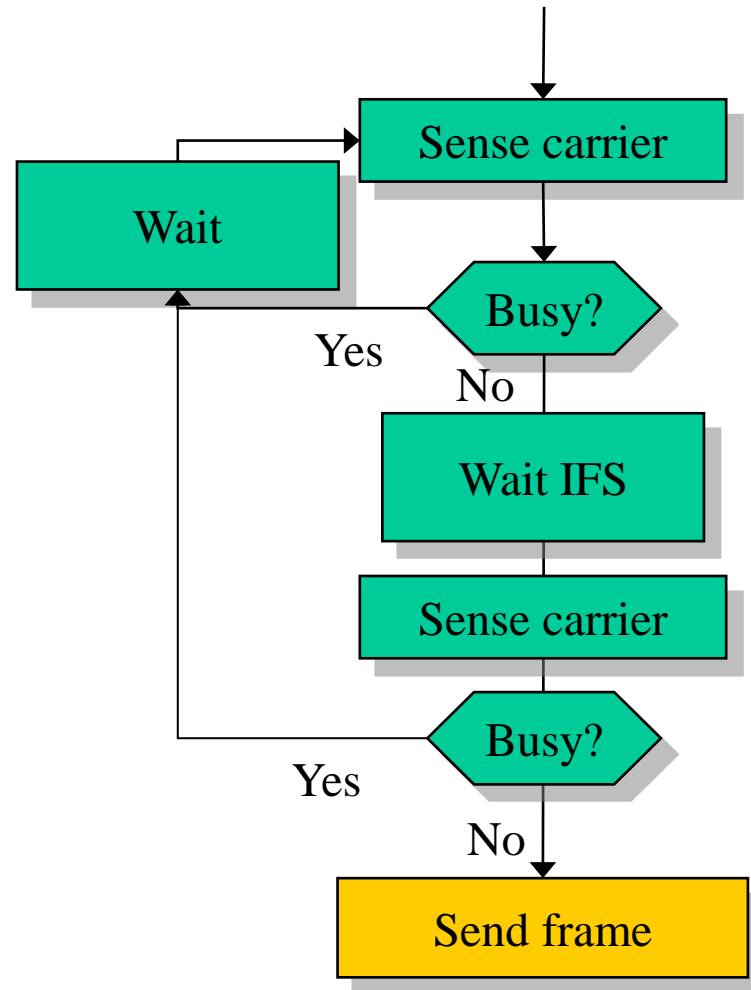 Sense carrier
Wait
Busy?
Yes
No
Wait IFS
Sense carrier
Busy?
Yes
No
Send frame